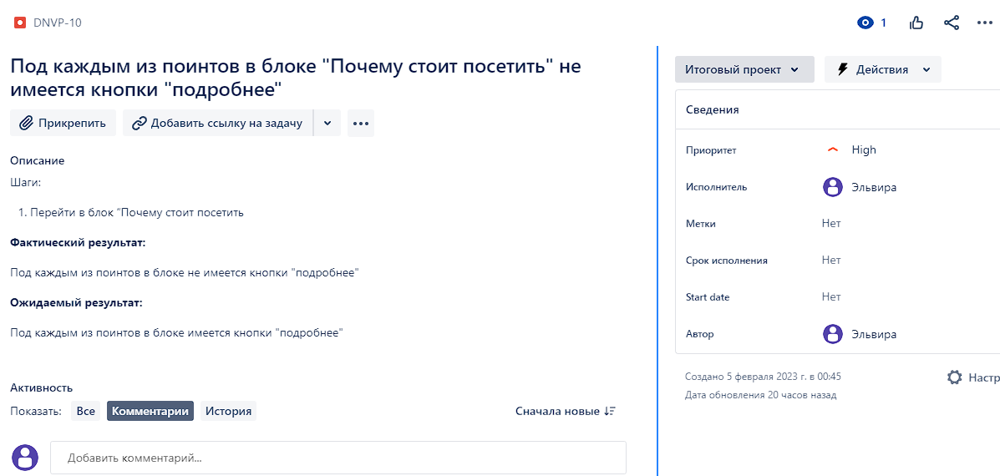 DNVP-10
1
Под каждым из поинтов в блоке "Почему стоит посетить" не
имеется кнопки "подробнее"
Прикрепить
Добавить ссылку на задачу
Описание
Шаги:
1. Перейти в блок “Почему стоит посетить
Фактический результат:
Под каждым из поинтов в блоке не имеется кнопки "подробнее"
Ожидаемый результат:
Под каждым из поинтов в блоке имеется кнопки "подробнее"
Активность
Показать: Все Комментарии История
Сначала новые
Добавить комментарий...
Итоговый проект
Действия
Сведения
Приоритет High
Исполнитель Эльвира
Метки Нет
Срок исполнения Нет
Start date Нет
Автор Эльвира
Создано 5 февраля 2023 г. в 00:45
Дата обновления 20 часов назад
Настр